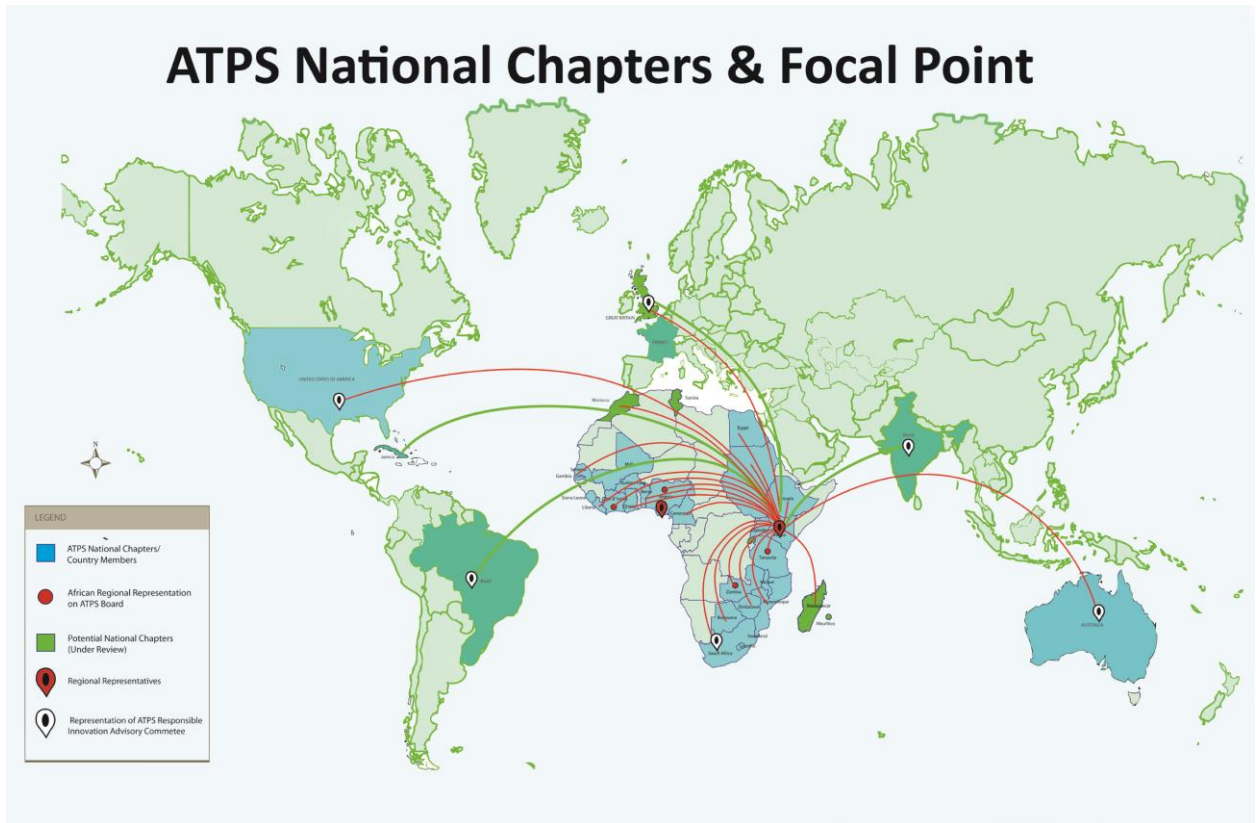 ATPS National Chapters & Focal Point
GREAT BRITAIN
FRANCE
UNITED STATES OF AMERICA
Morocco
Tunisia
Egypt
Jamaica
INDIA
N
Mali
Senegal
Gambia
Sierra Leone
Liberia
Cameroon
Tanzania
Brazil
Malawi
Zambia
Mozambique
Madagascar
Zimbabwe
Mauritius
Botswana
AUSTRALIA
Swaziland
Lesotho
South Africa
LEGEND
ATPS National Chapters/
Country Members
African Regional Representation
on ATPS Board
Potential National Chapters
(Under Review)
Regional Representatives
Representation of ATPS Responsible
Innovation Advisory Commetee